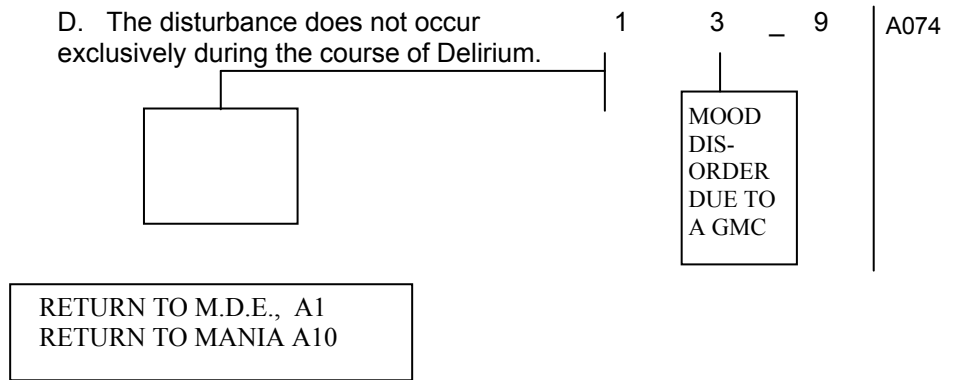 D. The disturbance does not occur 1 3 _ 9 A074
exclusively during the course of Delirium.
MOOD
DIS-
ORDER
DUE TO
A GMC
RETURN TO M.D.E., A1
RETURN TO MANIA A10